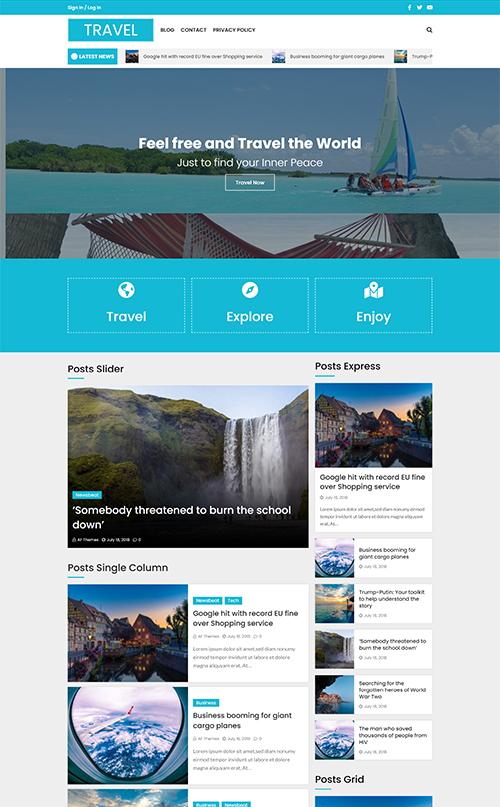 Sign In / Log In
TRAVEL
BLOG CONTACT PRIVACY POLICY
LATEST NEWS
Google hit with record EU fine over Shopping service
Business booming for giant cargo planes
Trump-P
Feel free and Travel the World
Just to find your Inner Peace
Travel Now
Travel
Explore
Enjoy
Posts Slider
Newsbeat
‘Somebody threatened to burn the school
down’
AF Themes July 18, 2018 0
Posts Single Column
Newsbeat Tech
Google hit with record EU fine
over Shopping service
AF Themes July 18, 2018 0
Lorem ipsum dolor sit amet,sed diam nonumy
eirmod tempor invidunt ut labore et dolore
magna aliquyam erat, At...
Business
Business booming for giant
cargo planes
AF Themes July 18, 2018 0
Lorem ipsum dolor sit amet,sed diam nonumy
eirmod tempor invidunt ut labore et dolore
magna aliquyam erat, At...
Business Newsbeat
Posts Express
Google hit with record EU fine
over Shopping service
July 18, 2018
Lorem ipsum dolor sit amet,sed diam nonumy eirmod
tempor invidunt ut labore et dolore magna aliquyam
erat, At...
Business booming for
giant cargo planes
July 18, 2018
Trump-Putin: Your toolkit
to help understand the
story
July 18, 2018
‘Somebody threatened to
burn the school down’
July 18, 2018
Searching for the
forgotten heroes of World
War Two
July 18, 2018
The man who saved
thousands of people from
HIV
July 18, 2018
Posts Grid